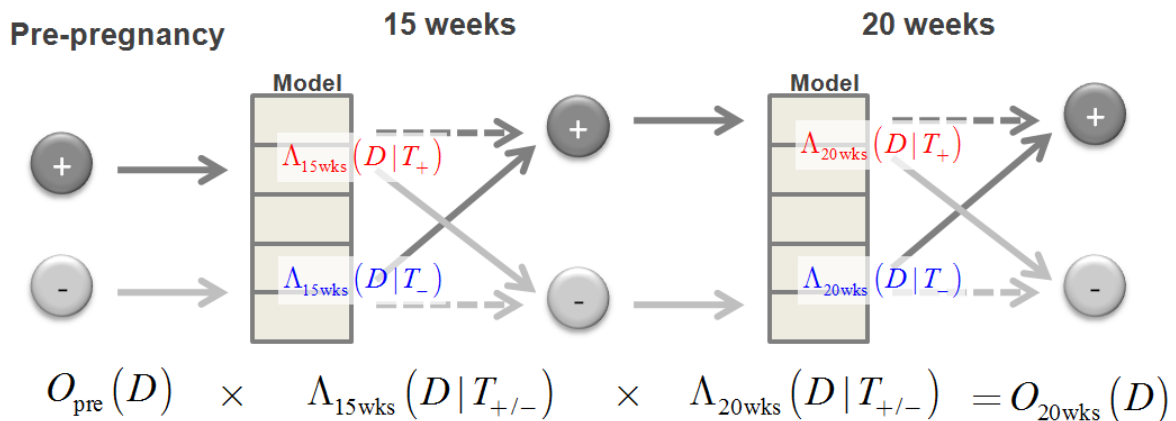 Pre-pregnancy 15 weeks 20 weeks
Model Model
+ + +
Λ15wks(D|T+) Λ20wks(D|T+)
- - -
Λ15wks(D|T-) Λ20wks(D|T-)
Opre(D) × Λ15wks(D|T+/-) × Λ20wks(D|T+/-) = O20wks(D)